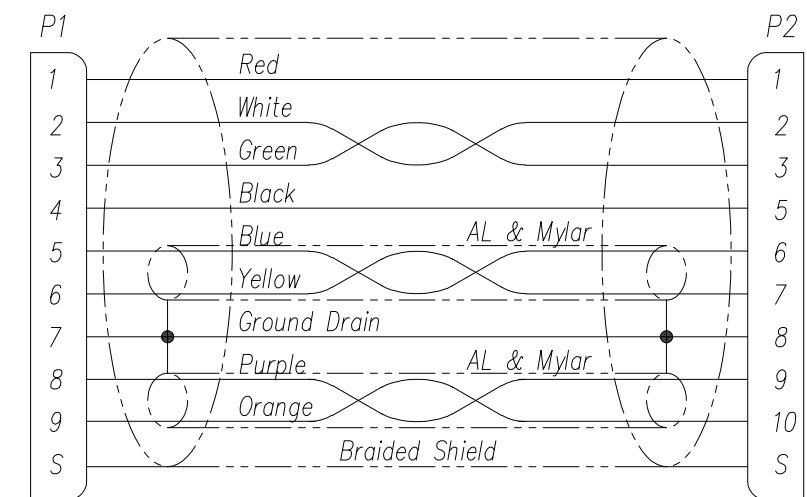 P1 P2
1 Red 1
2 White 2
3 Green 3
4 Black 5
5 Blue AL & Mylar 6
6 Yellow 7
7 Ground Drain 8
8 Purple AL & Mylar 9
9 Orange 10
S Braided Shield S